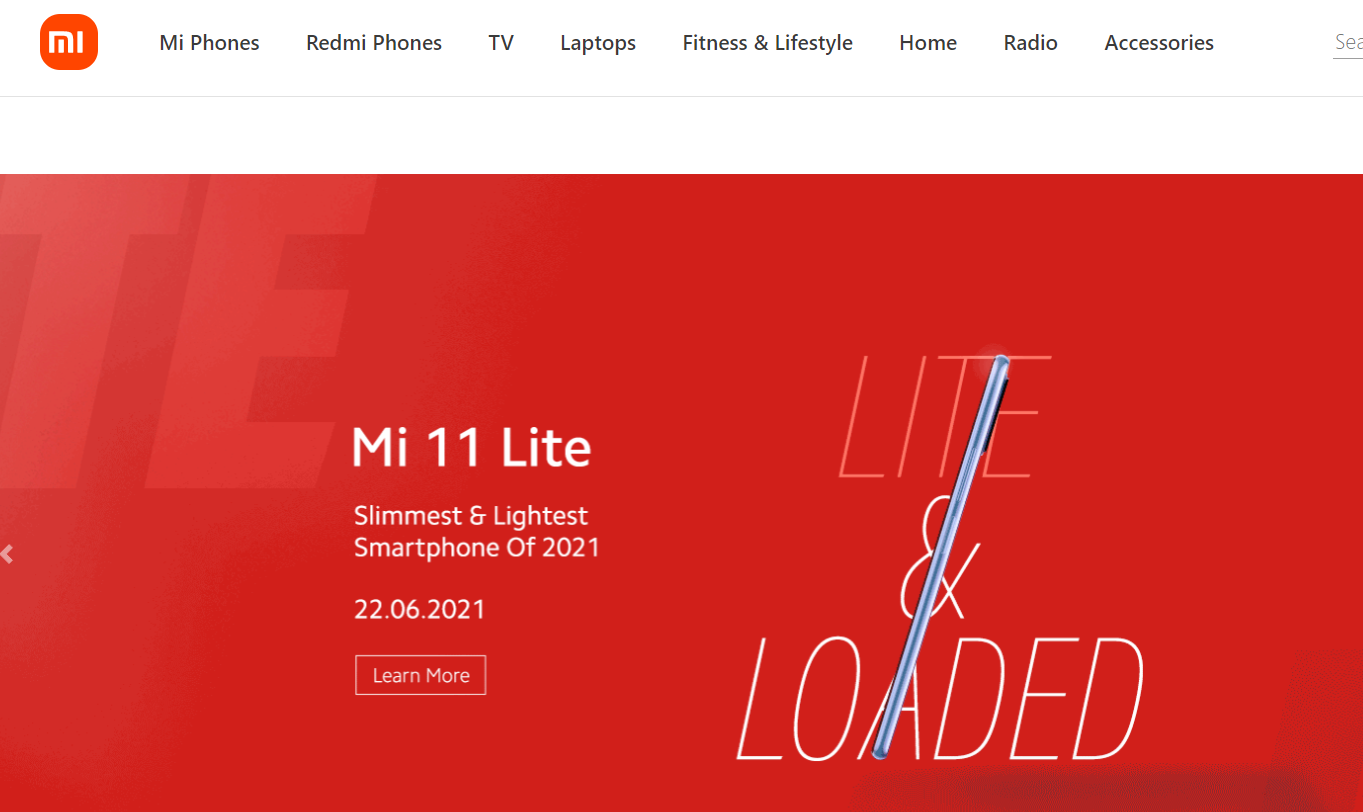 mi
Mi Phones Redmi Phones TV Laptops Fitness & Lifestyle Home Radio Accessories Sea
TE
LITE
Mi 11 Lite
&
Slimmest & Lightest
Smartphone Of 2021
22.06.2021
LOADED
Learn More